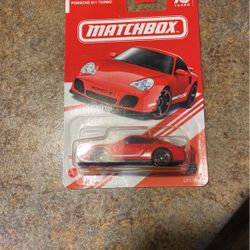 PORSCHE 911 TURBO
70
YEARS
MATCHBOX